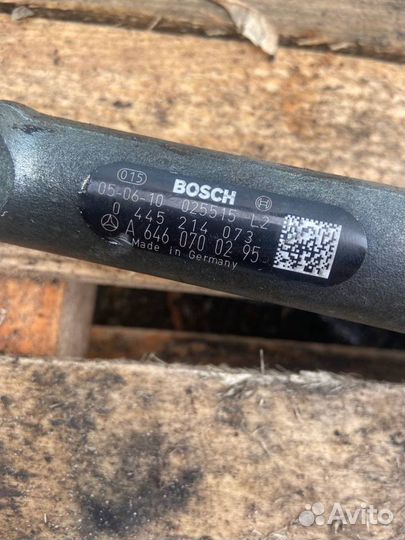 015 BOSCH
05-06-10 025515 L2
0 445 214 073
A 646 070 02 95
Made in Germany
Avito